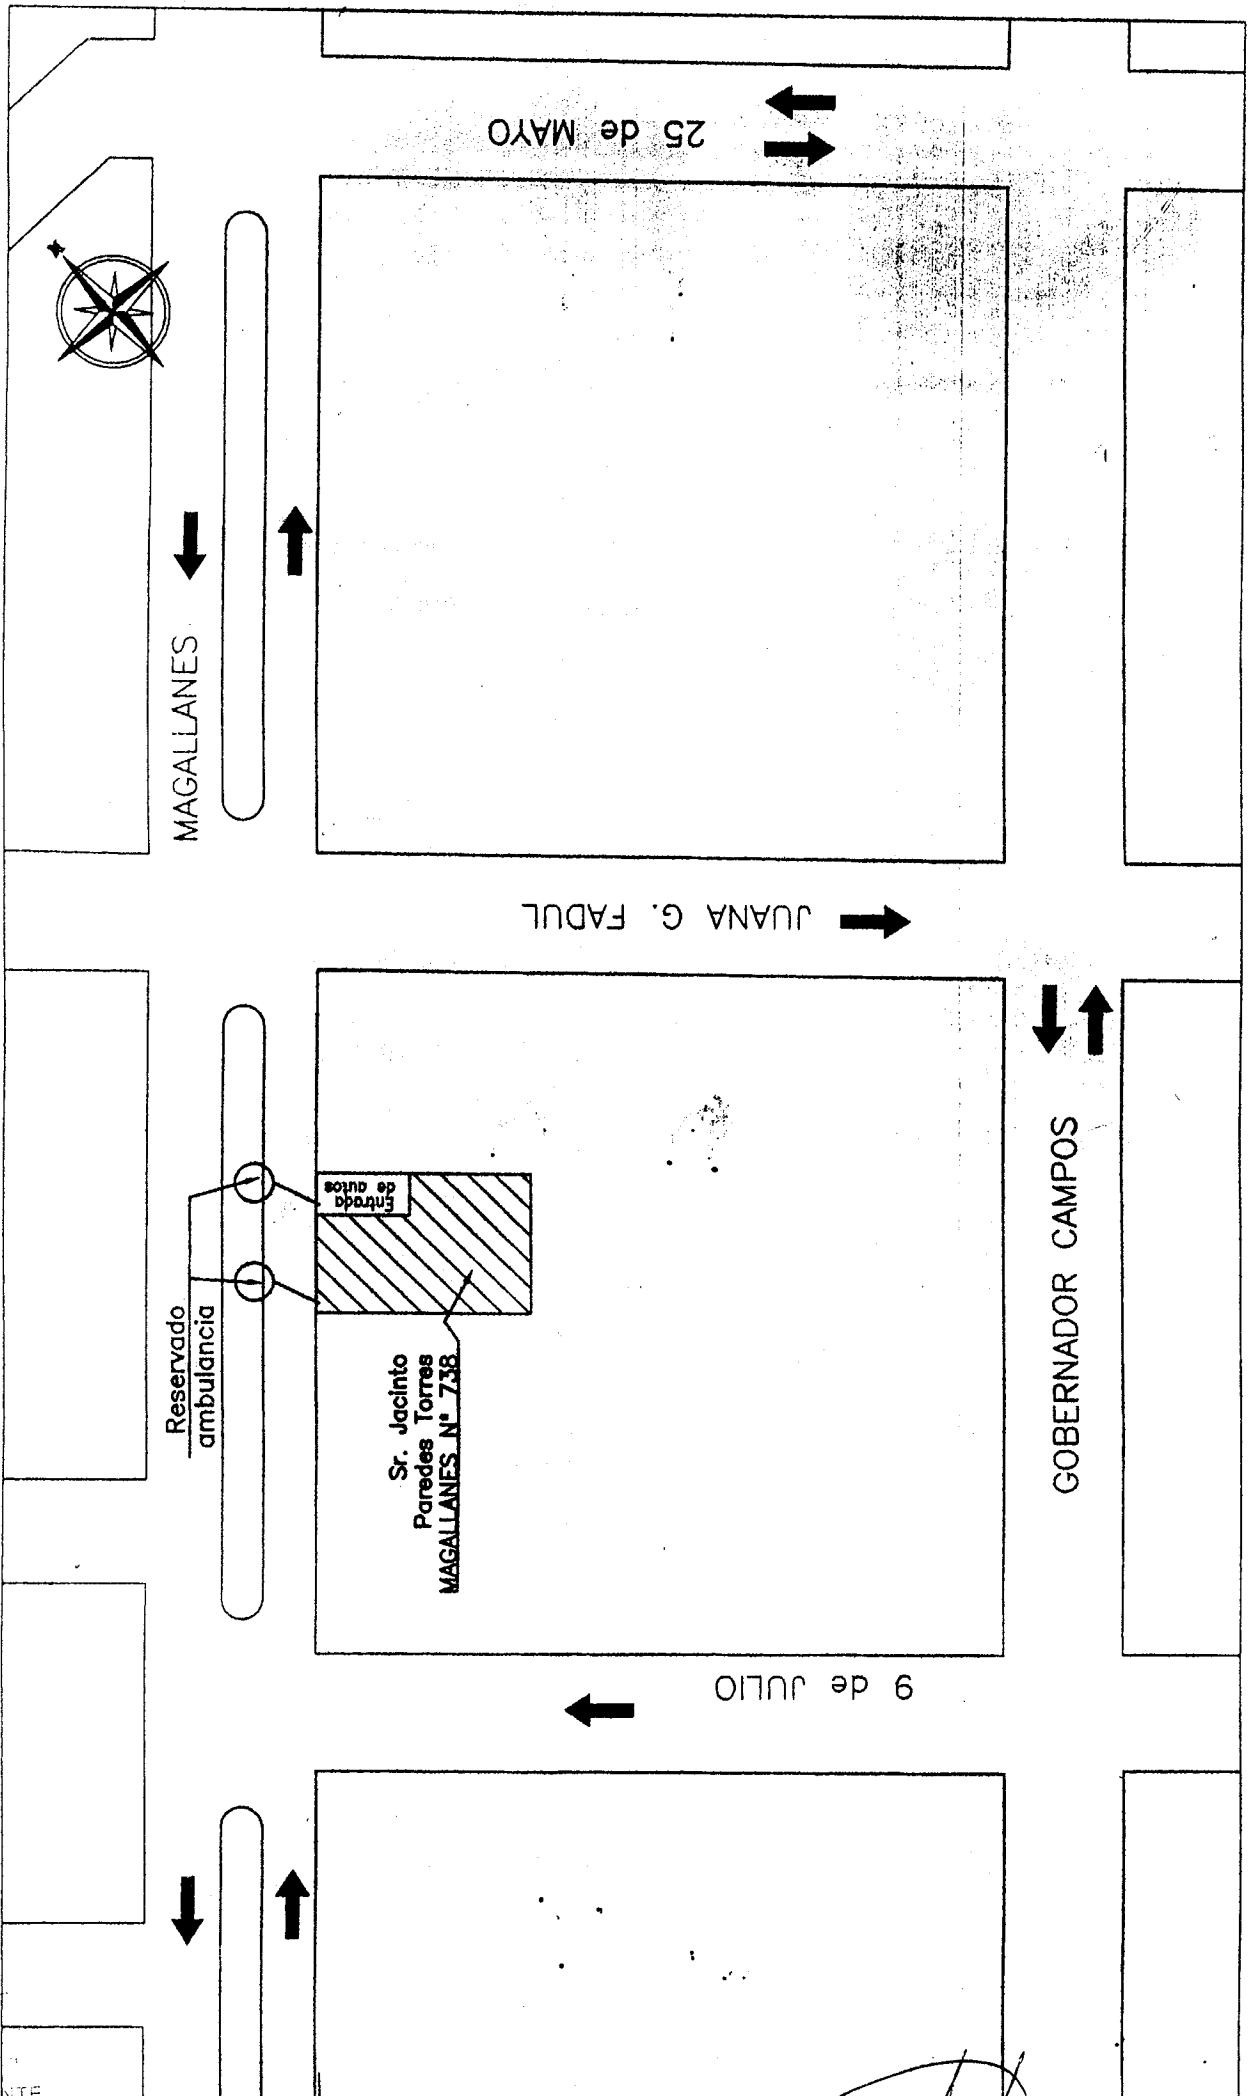 25 de MAYO
MAGALLANES
JUANA G. FADUL
Entrada
de autos
Reservado
ambulancia
Sr. Jacinto
Paredes Torres
MAGALLANES N° 738
GOBERNADOR CAMPOS
9 de JULIO